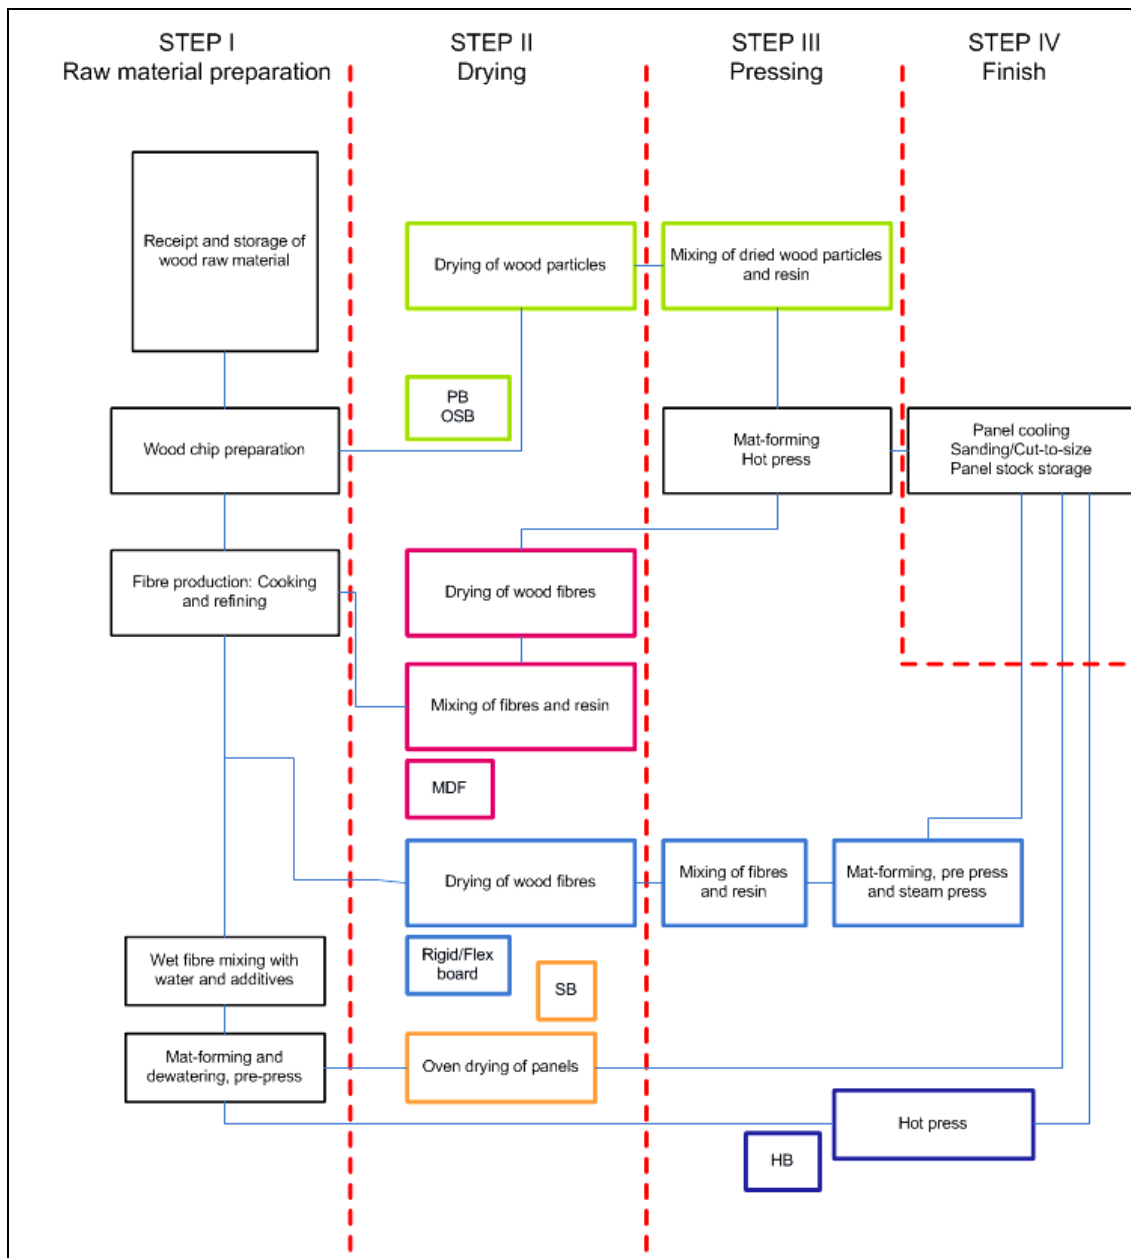 STEP I
Raw material preparation
STEP II
Drying
STEP III
Pressing
STEP IV
Finish
Receipt and storage of
wood raw material
Drying of wood particles
Mixing of dried wood particles
and resin
PB
OSB
Wood chip preparation
Mat-forming
Hot press
Panel cooling
Sanding/Cut-to-size
Panel stock storage
Fibre production: Cooking
and refining
Drying of wood fibres
Mixing of fibres and resin
MDF
Drying of wood fibres
Mixing of fibres
and resin
Mat-forming, pre press
and steam press
Rigid/Flex
board
SB
Wet fibre mixing with
water and additives
Mat-forming and
dewatering, pre-press
Oven drying of panels
Hot press
HB